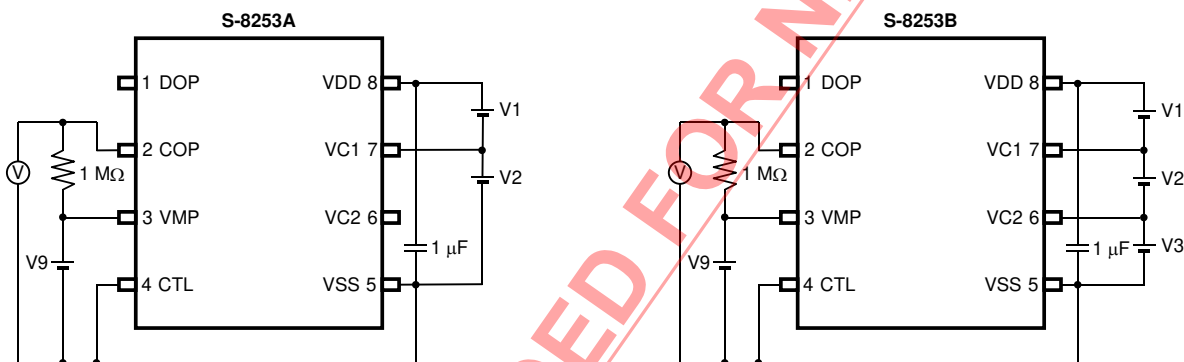 S-8253A
1 DOP
VDD 8
V1
2 COP
VC1 7
V
1 MΩ
V2
3 VMP
VC2 6
V9
1 μF
4 CTL
VSS 5
S-8253B
1 DOP
VDD 8
V1
2 COP
VC1 7
V
1 MΩ
V2
3 VMP
VC2 6
V9
1 μF
V3
4 CTL
VSS 5
ED FOR N